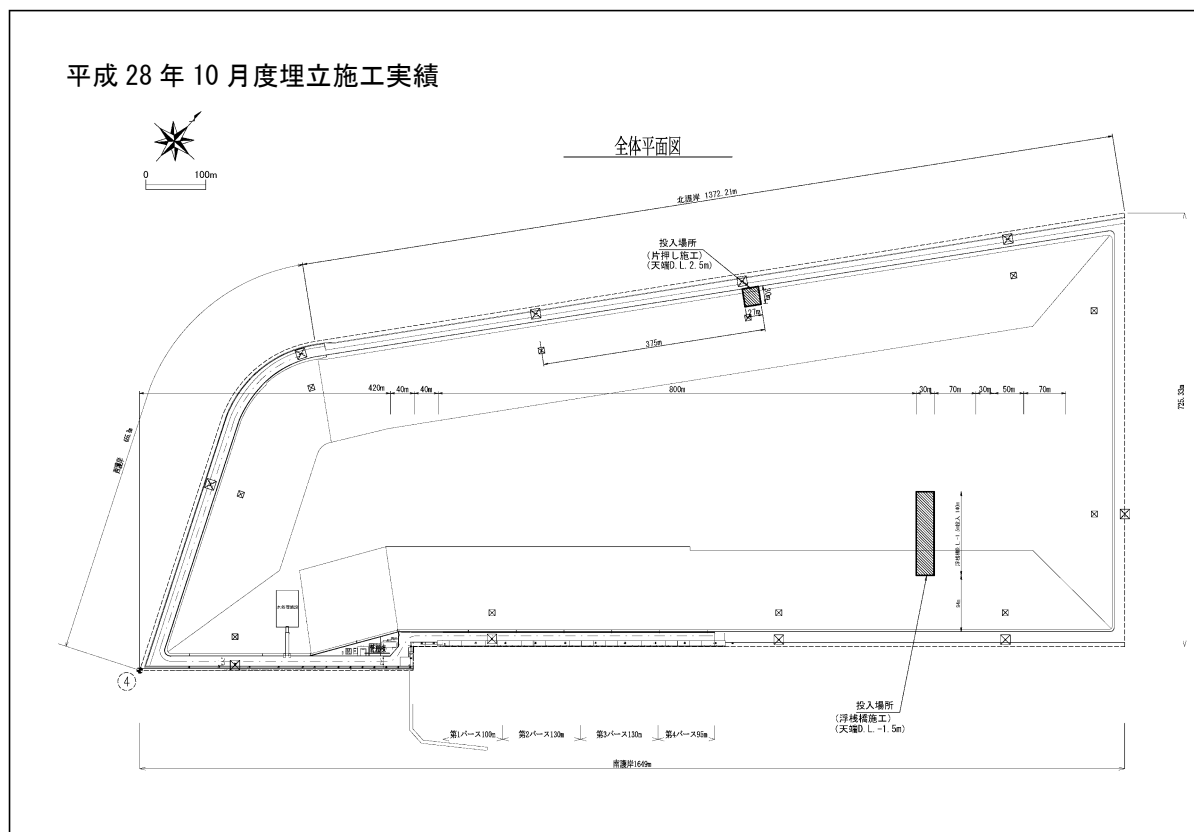 平成 28 年 10 月度埋立施工実績
全体平面図
0 100m
北護岸 1372.21m
投入場所
(片押し施工)
(天端D.L.2.5m)
27m
375m
420m 40m 40m 800m 30m 70m 30m 50m 70m
725.33m
94m
④
投入場所
(浮桟橋施工)
(天端D.L.-1.5m)
第1バース100m 第2バース130m 第3バース130m 第4バース95m
南護岸1649m